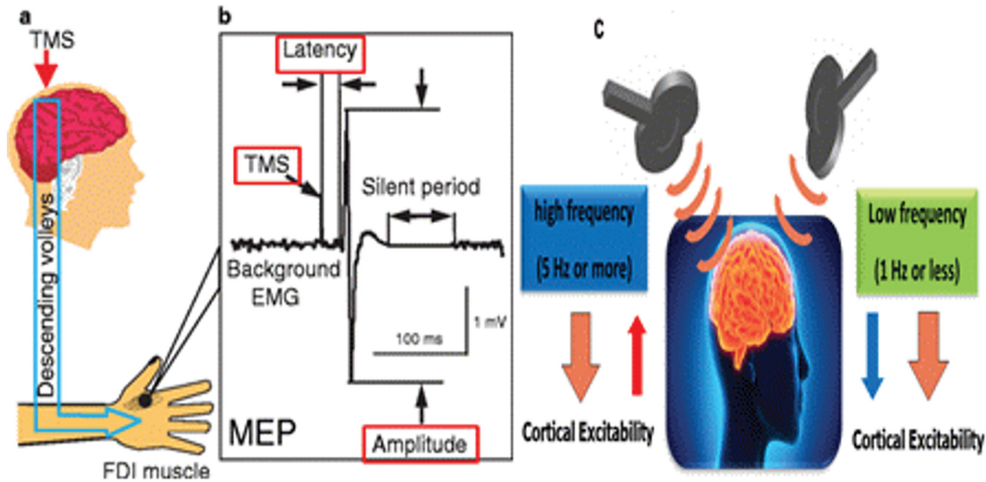 a
TMS
Descending volleys
FDI muscle
b
Latency
TMS
Silent period
Background
EMG
1 mV
100 ms
MEP
Amplitude
c
high frequency
(5 Hz or more)
Cortical Excitability
Low frequency
(1 Hz or less)
Cortical Excitability